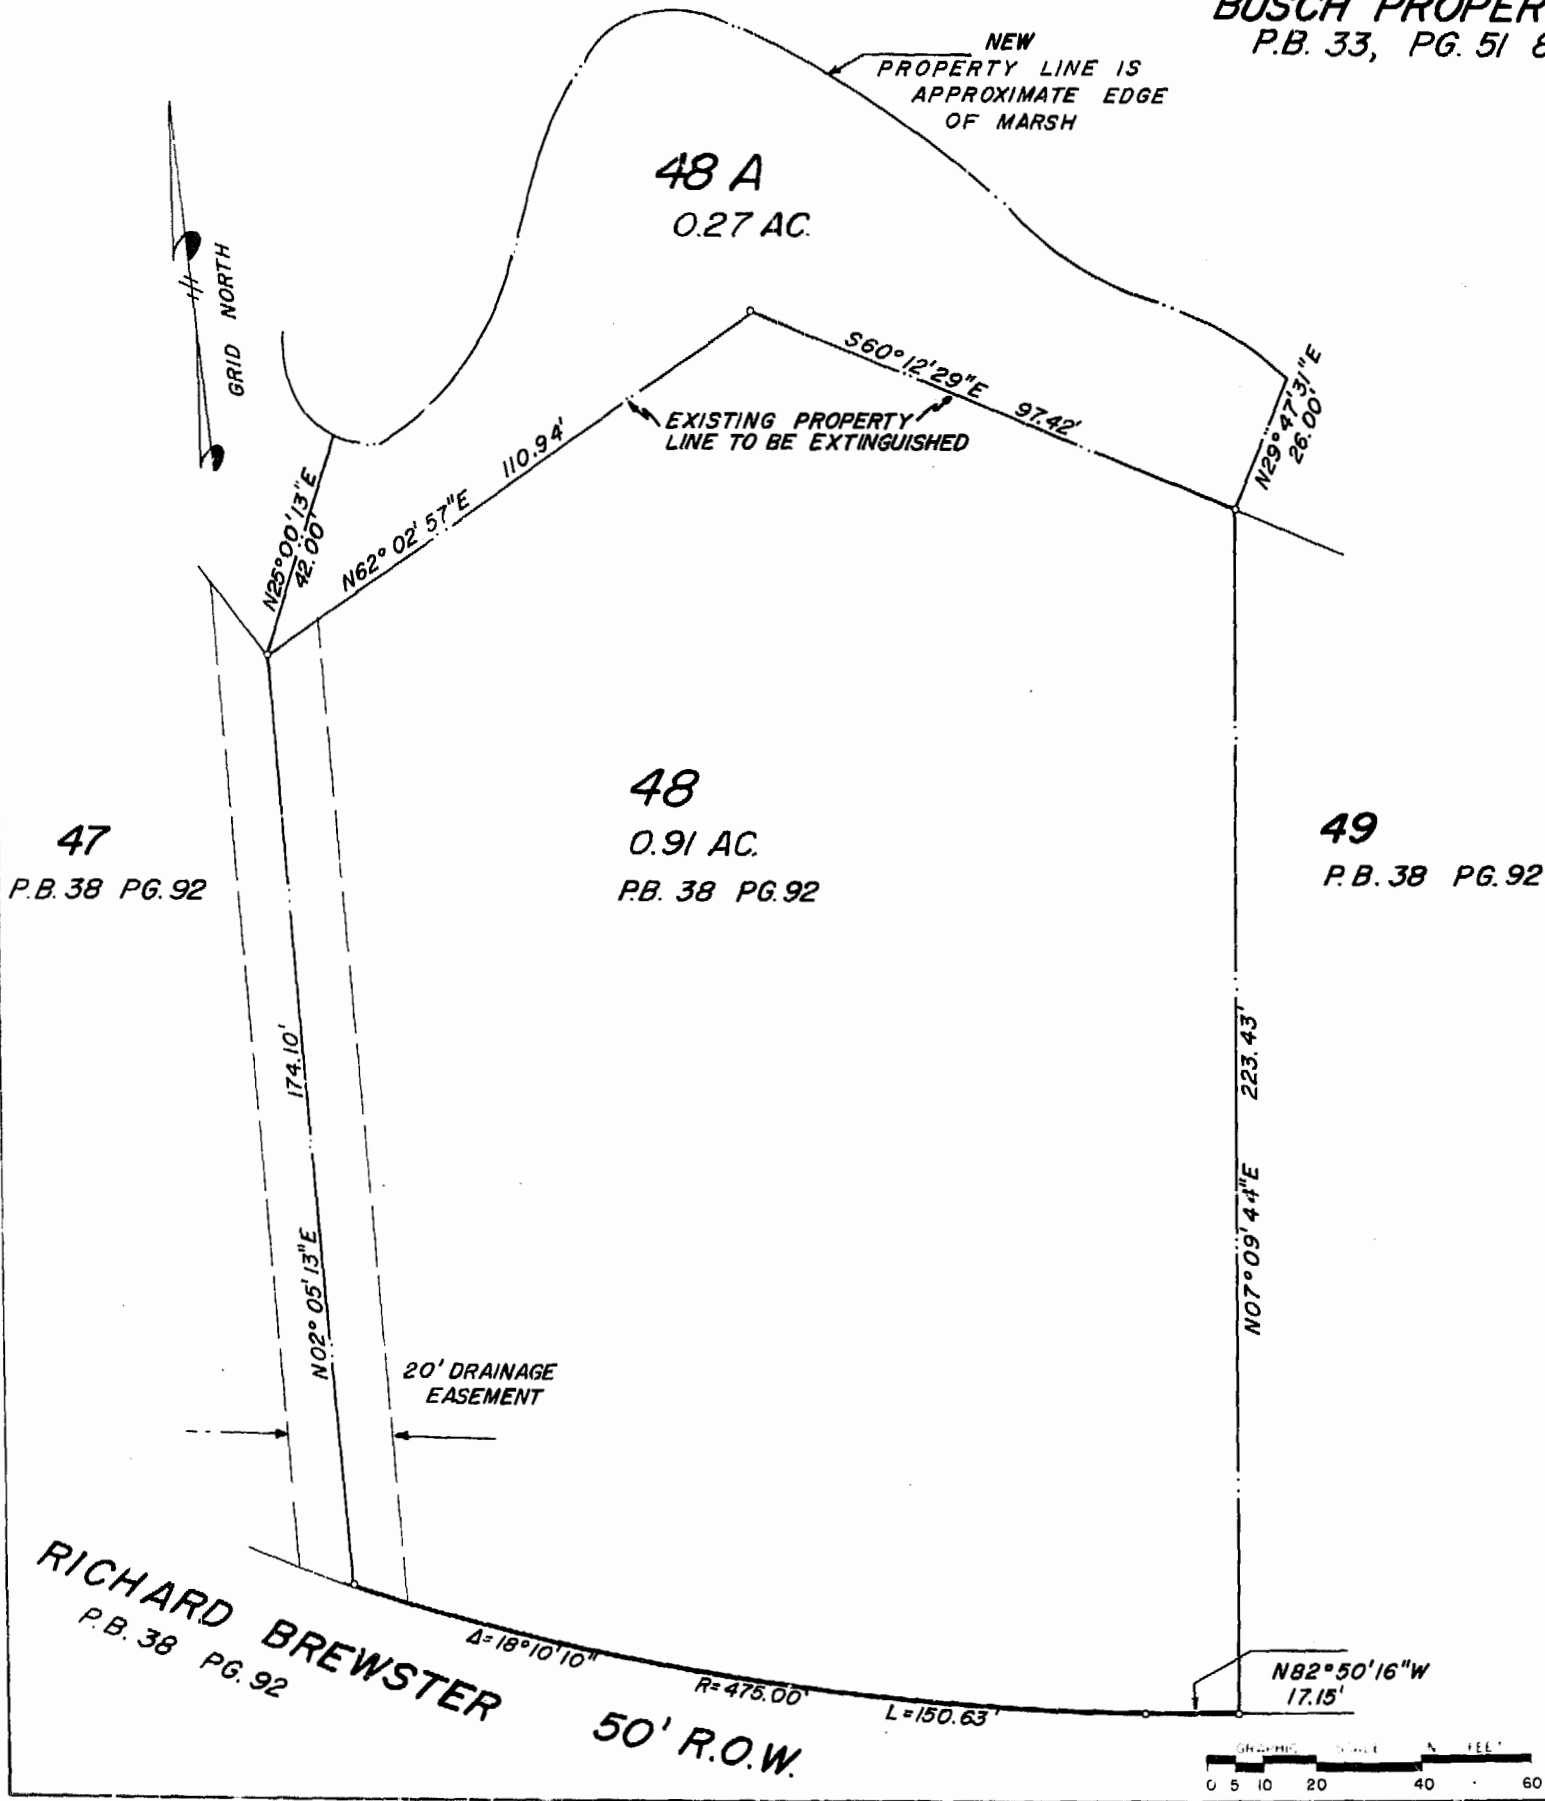 BUSCH PROPER
P.B. 33, PG. 51 &
NEW
PROPERTY LINE IS
APPROXIMATE EDGE
OF MARSH
48 A
0.27 AC.
GRID NORTH
S60°12'29"E
97.42'
N29°47'31"E
26.00'
EXISTING PROPERTY
LINE TO BE EXTINGUISHED
N62°02'57"E 110.94'
N25°00'13"E
42.00'
48
0.91 AC.
P.B. 38 PG. 92
47
P.B. 38 PG. 92
49
P.B. 38 PG. 92
174.10'
N02°05'13"E
223.43'
N07°09'44"E
20' DRAINAGE
EASEMENT
RICHARD BREWSTER 50' R.O.W.
P.B. 38 PG. 92
Δ=18°10'10"
R=475.00'
L=150.63'
N82°50'16"W
17.15'
GRAPHIC SCALE IN FEET
0 5 10 20 40 60